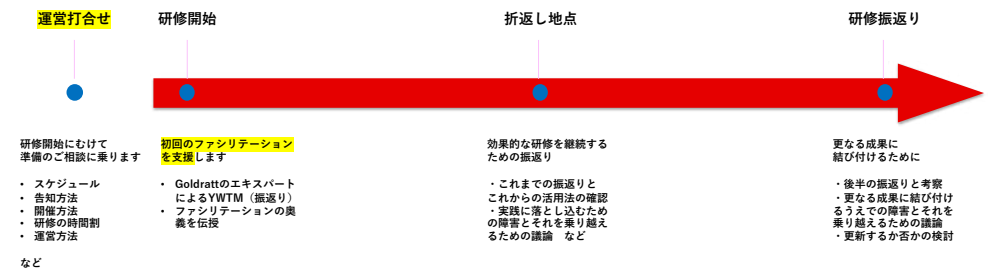 運営打合せ
研修開始
折返し地点
研修振返り
研修開始にむけて
準備のご相談に乗ります
• スケジュール
• 告知方法
• 開催方法
• 研修の時間割
• 運営方法
など
初回のファシリテーション
を支援します
• Goldrattのエキスパート
によるYWTM（振返り）
• ファシリテーションの奥
義を伝授
効果的な研修を継続する
ための振返り
・これまでの振返りと
これからの活用法の確認
・実践に落とし込むため
の障害とそれを乗り越え
るための議論　など
更なる成果に
結び付けるために
・後半の振返りと考察
・更なる成果に結び付け
るうえでの障害とそれを
乗り越えるための議論
・更新するか否かの検討